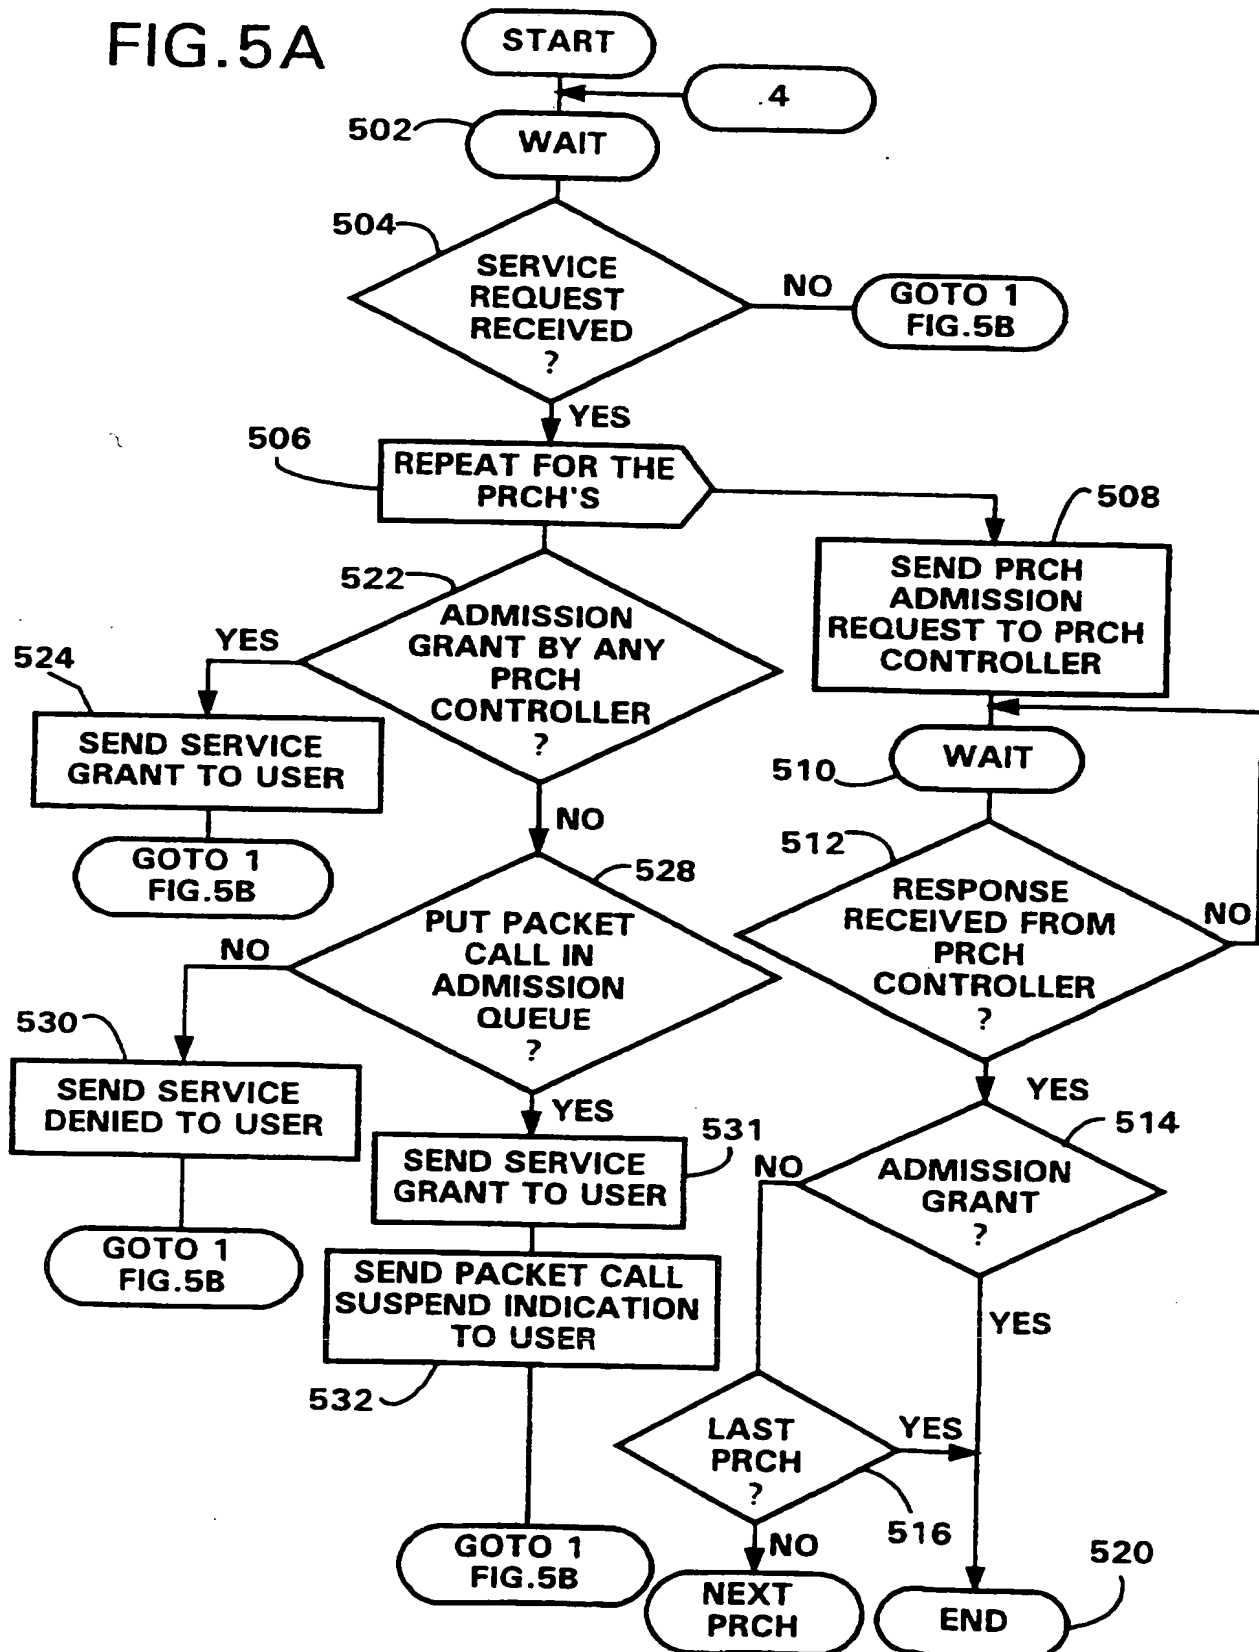 FIG.5A
START
.4
502
WAIT
504
SERVICE
REQUEST
RECEIVED
?
NO
GOTO 1
FIG.5B
YES
506
REPEAT FOR THE
PRCH'S
508
SEND PRCH
ADMISSION
REQUEST TO PRCH
CONTROLLER
522
ADMISSION
GRANT BY ANY
PRCH
CONTROLLER
?
YES
524
SEND SERVICE
GRANT TO USER
GOTO 1
FIG.5B
NO
510
WAIT
512
RESPONSE
RECEIVED FROM
PRCH
CONTROLLER
?
NO
YES
528
PUT PACKET
CALL IN
ADMISSION
QUEUE
?
NO
530
SEND SERVICE
DENIED TO USER
GOTO 1
FIG.5B
YES
531
SEND SERVICE
GRANT TO USER
SEND PACKET CALL
SUSPEND INDICATION
TO USER
532
GOTO 1
FIG.5B
514
ADMISSION
GRANT
?
NO
YES
LAST
PRCH
?
YES
516
NO
NEXT
PRCH
520
END